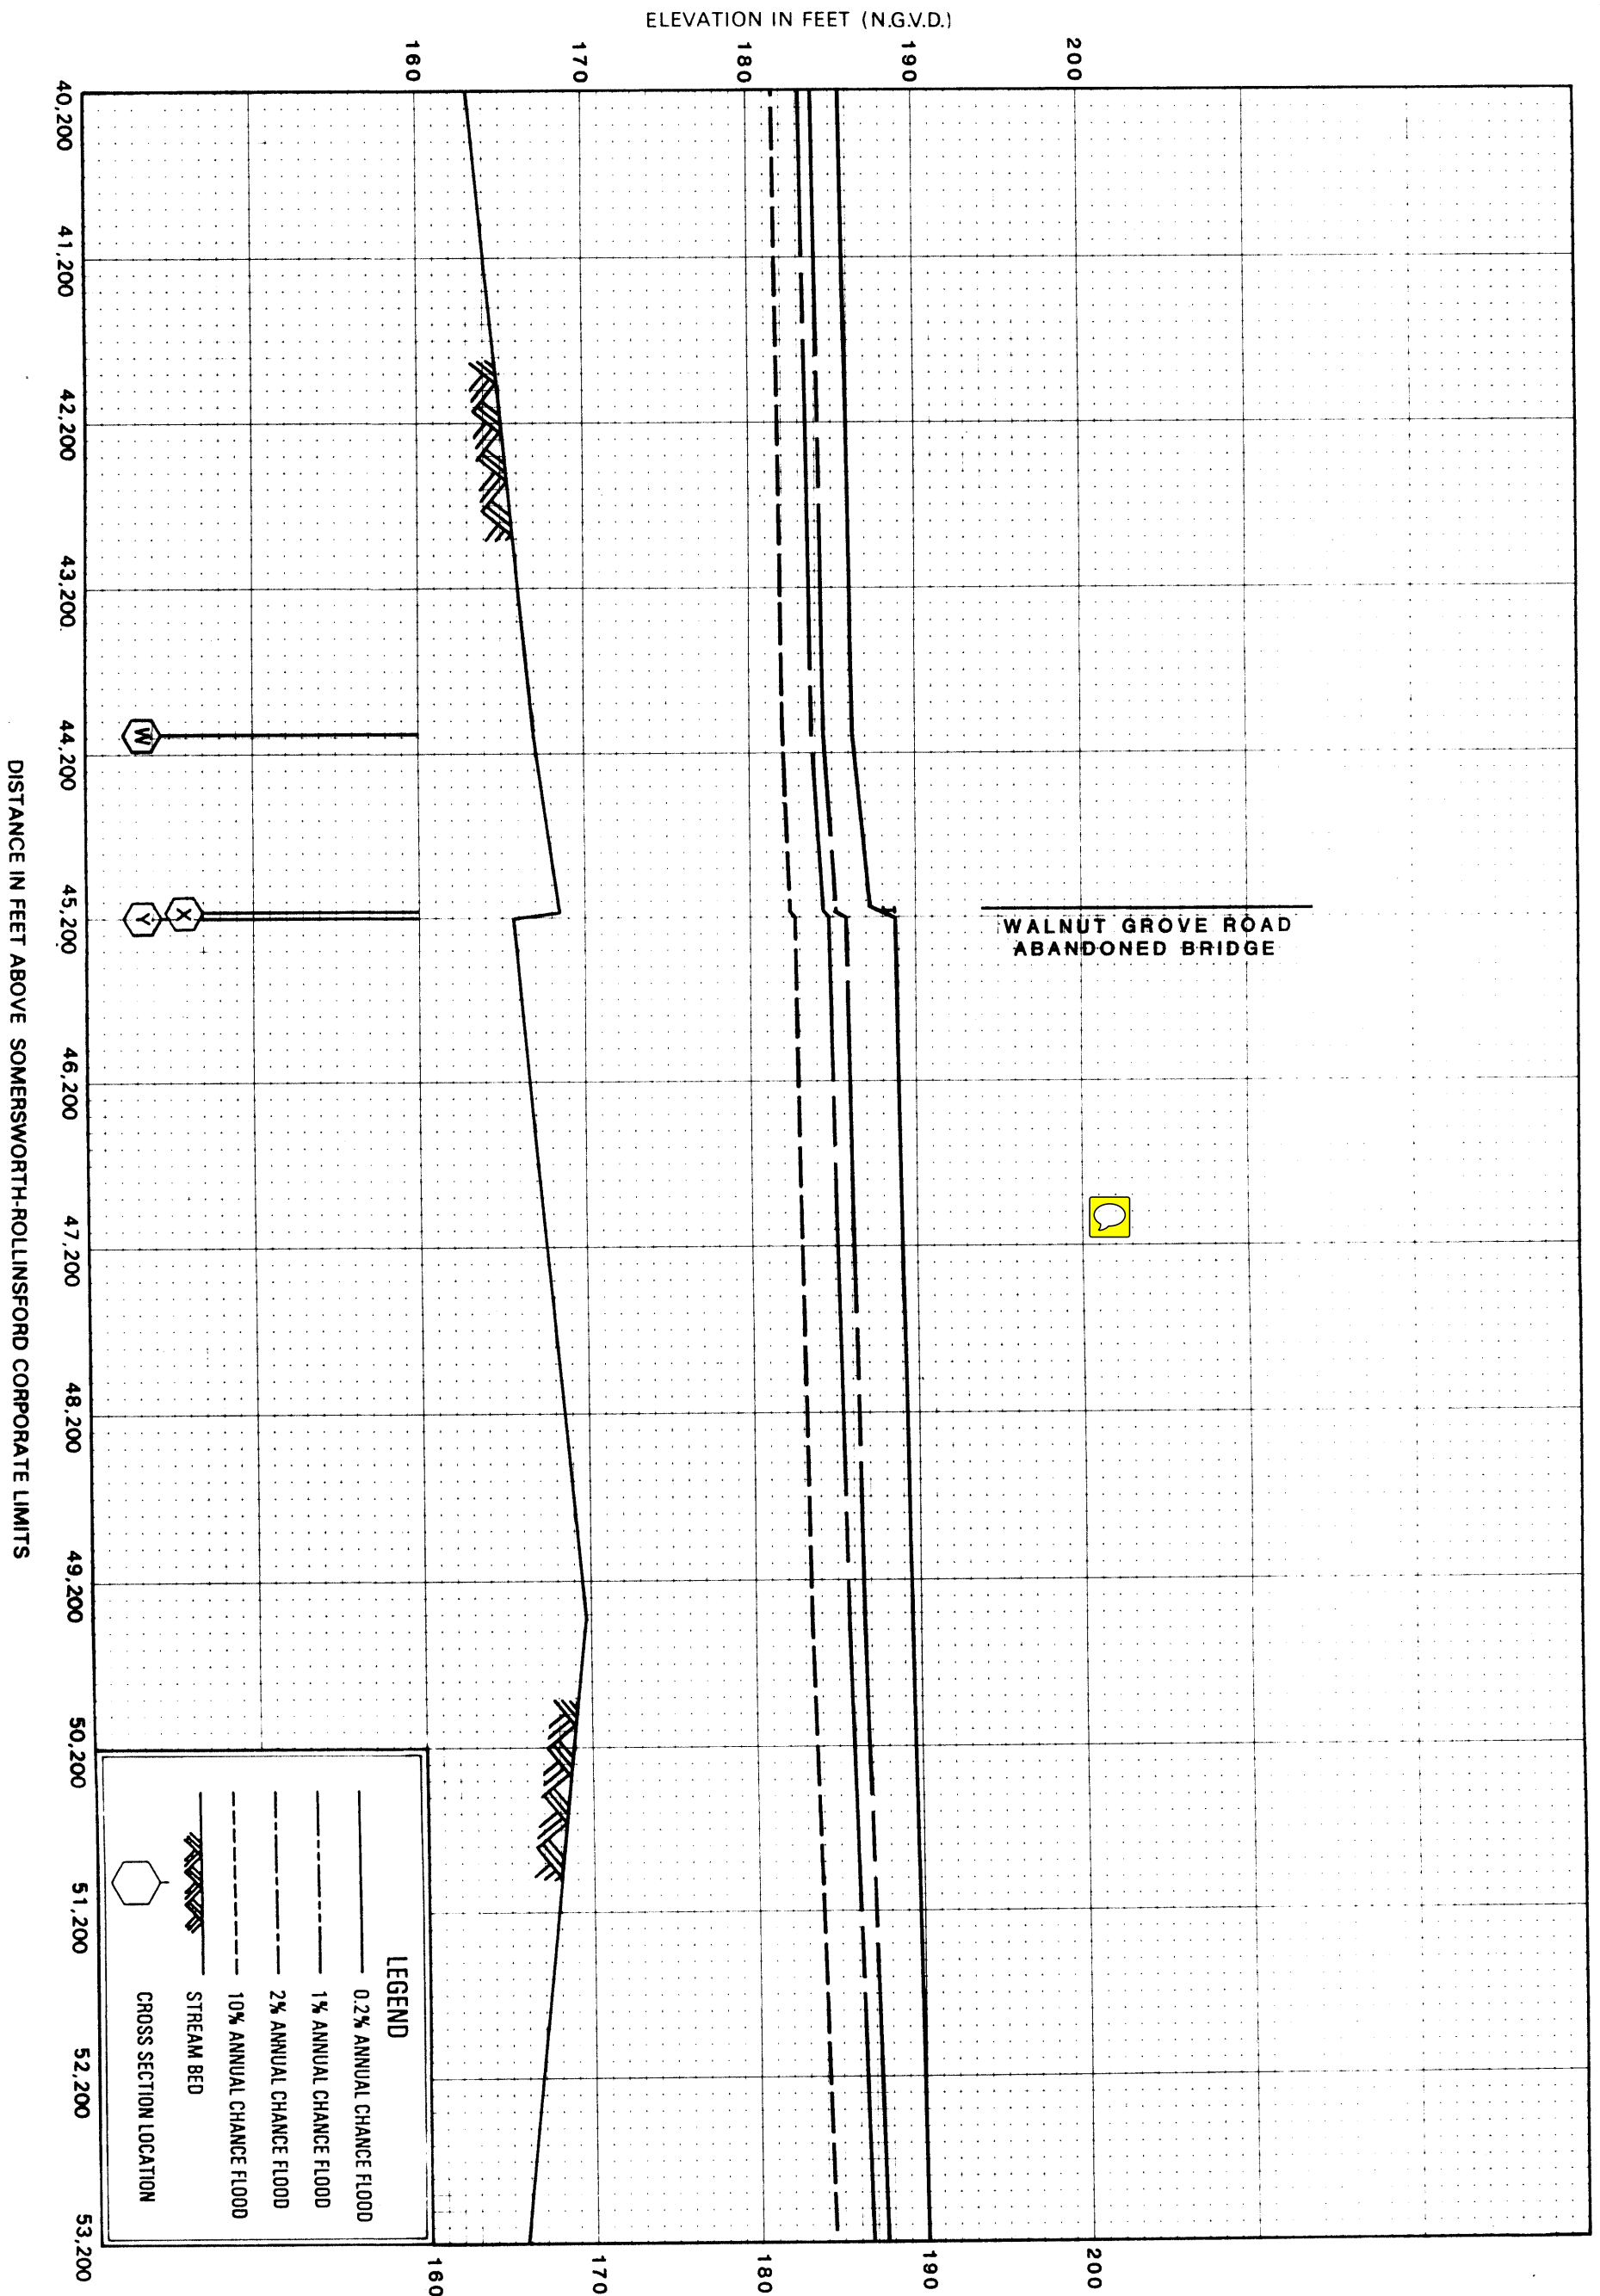 ELEVATION IN FEET (N.G.V.D.)
160
170
180
190
200
40,200
41,200
42,200
43,200
44,200
45,200
46,200
47,200
48,200
49,200
50,200
51,200
52,200
53,200
DISTANCE IN FEET ABOVE SOMERSWORTH-ROLLINSFORD CORPORATE LIMITS
W
X
Y
WALNUT GROVE ROAD
ABANDONED BRIDGE
LEGEND
0.2% ANNUAL CHANCE FLOOD
1% ANNUAL CHANCE FLOOD
2% ANNUAL CHANCE FLOOD
10% ANNUAL CHANCE FLOOD
STREAM BED
CROSS SECTION LOCATION
160
170
180
190
200